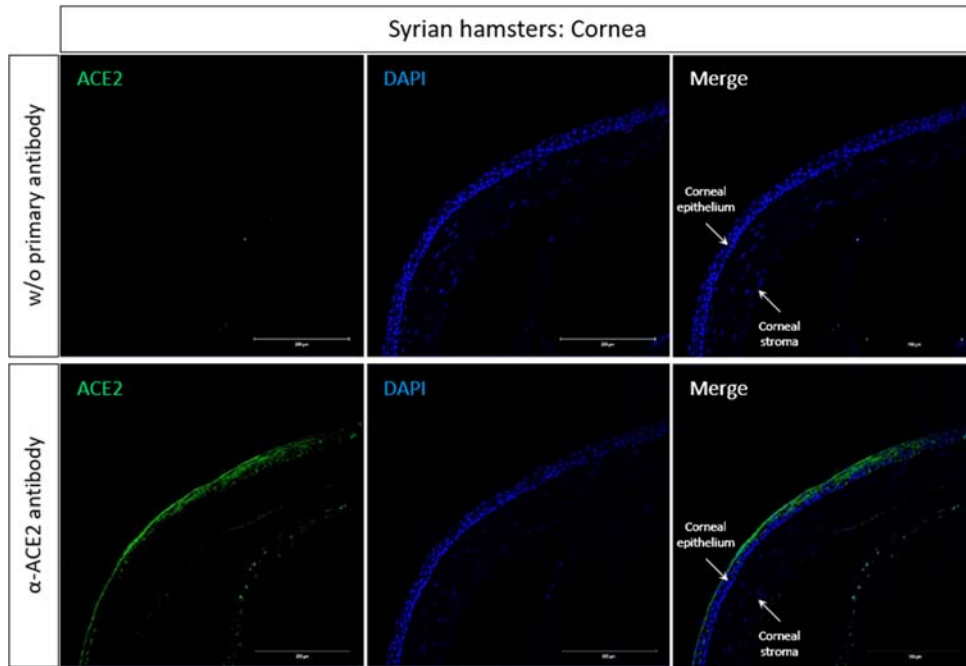 Syrian hamsters: Cornea
w/o primary antibody
ACE2
DAPI
Merge
Corneal
epithelium
Corneal
stroma
α-ACE2 antibody
ACE2
DAPI
Merge
Corneal
epithelium
Corneal
stroma